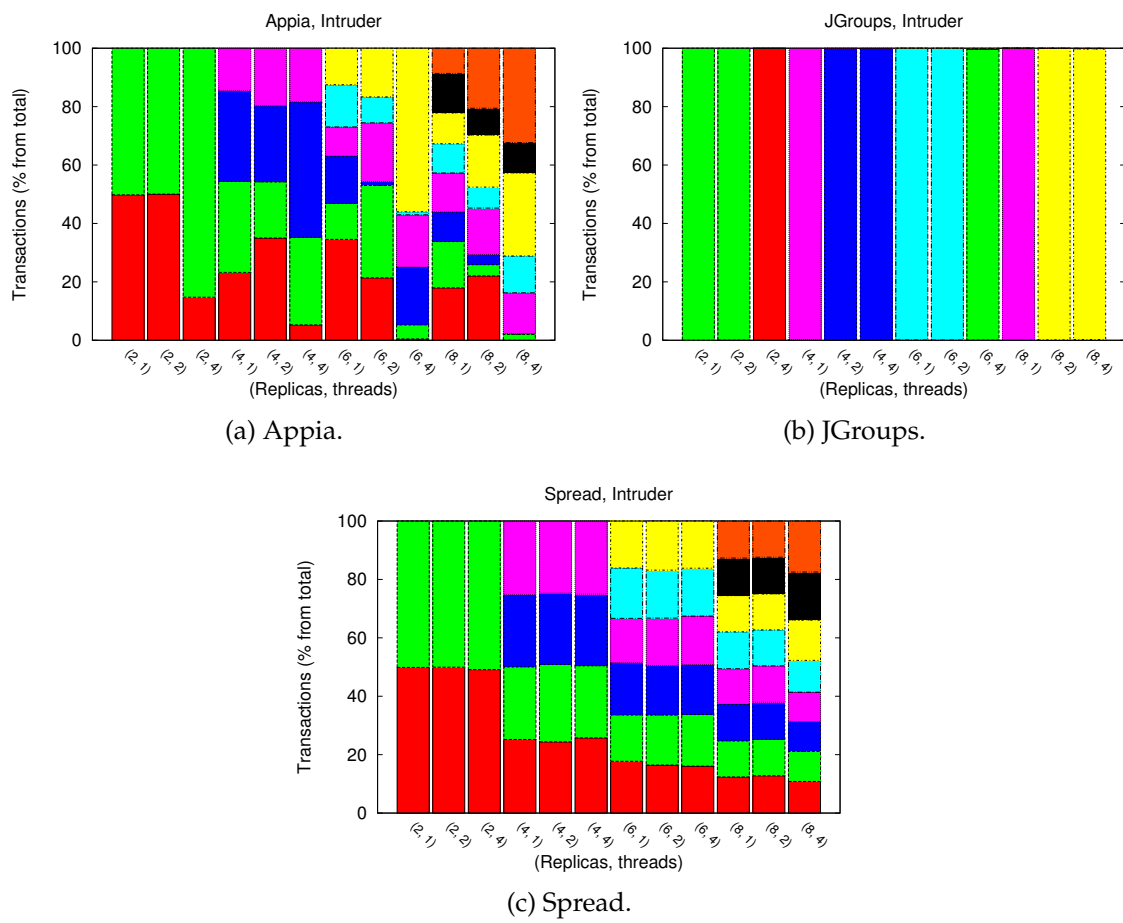 Appia, Intruder
100
80
60
40
20
0
Transactions (% from total)
(2, 1) (2, 2) (2, 4) (4, 1) (4, 2) (4, 4) (6, 1) (6, 2) (6, 4) (8, 1) (8, 2) (8, 4)
(Replicas, threads)
(a) Appia.
JGroups, Intruder
100
80
60
40
20
0
Transactions (% from total)
(2, 1) (2, 2) (2, 4) (4, 1) (4, 2) (4, 4) (6, 1) (6, 2) (6, 4) (8, 1) (8, 2) (8, 4)
(Replicas, threads)
(b) JGroups.
Spread, Intruder
100
80
60
40
20
0
Transactions (% from total)
(2, 1) (2, 2) (2, 4) (4, 1) (4, 2) (4, 4) (6, 1) (6, 2) (6, 4) (8, 1) (8, 2) (8, 4)
(Replicas, threads)
(c) Spread.